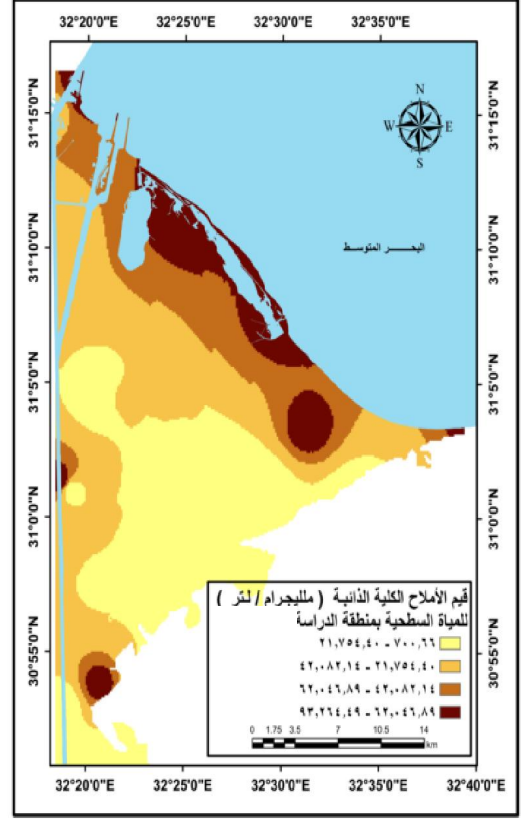 32°20'0"E 32°25'0"E 32°30'0"E 32°35'0"E
31°15'0"N
31°10'0"N
31°5'0"N
31°0'0"N
30°55'0"N
N
W E
S
31°15'0"N
31°10'0"N
31°5'0"N
31°0'0"N
30°55'0"N
البحـــــر المتوسـط
قيم الأملاح الكلية الذائبة ( ملليجرام / لتر )
للمياة السطحية بمنطقة الدراسة
٧٠٠,٦٦ - ٢١,٧٥٤,٤٠
٢١,٧٥٤,٤٠ - ٤٢,٠٨٢,١٤
٤٢,٠٨٢,١٤ - ٦٢,٠٤٦,٨٩
٦٢,٠٤٦,٨٩ - ٩٣,٢٦٤,٤٩
0 1.75 3.5 7 10.5 14
km
32°20'0"E 32°25'0"E 32°30'0"E 32°35'0"E 32°40'0"E